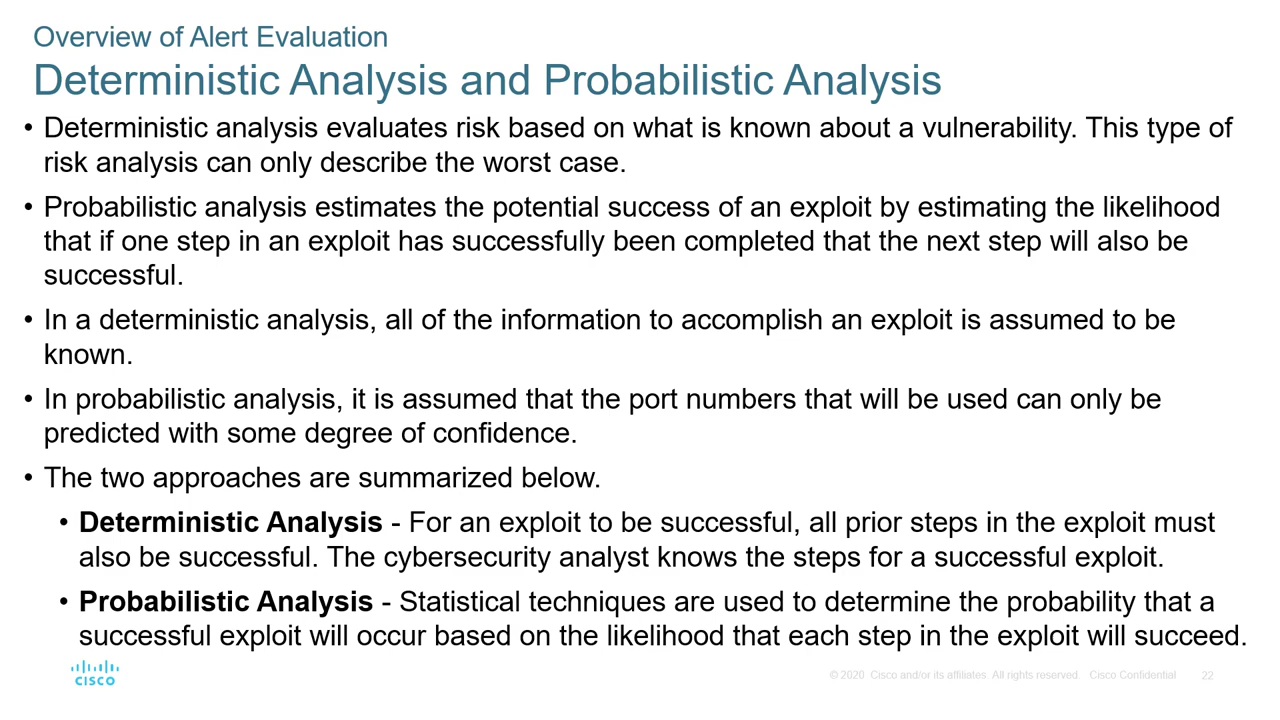 Overview of Alert Evaluation
Deterministic Analysis and Probabilistic Analysis
• Deterministic analysis evaluates risk based on what is known about a vulnerability. This type of
risk analysis can only describe the worst case.
• Probabilistic analysis estimates the potential success of an exploit by estimating the likelihood
that if one step in an exploit has successfully been completed that the next step will also be
successful.
• In a deterministic analysis, all of the information to accomplish an exploit is assumed to be
known.
• In probabilistic analysis, it is assumed that the port numbers that will be used can only be
predicted with some degree of confidence.
• The two approaches are summarized below.
• Deterministic Analysis - For an exploit to be successful, all prior steps in the exploit must
also be successful. The cybersecurity analyst knows the steps for a successful exploit.
• Probabilistic Analysis - Statistical techniques are used to determine the probability that a
successful exploit will occur based on the likelihood that each step in the exploit will succeed.
CISCO
© 2020 Cisco and/or its affiliates. All rights reserved. Cisco Confidential 22